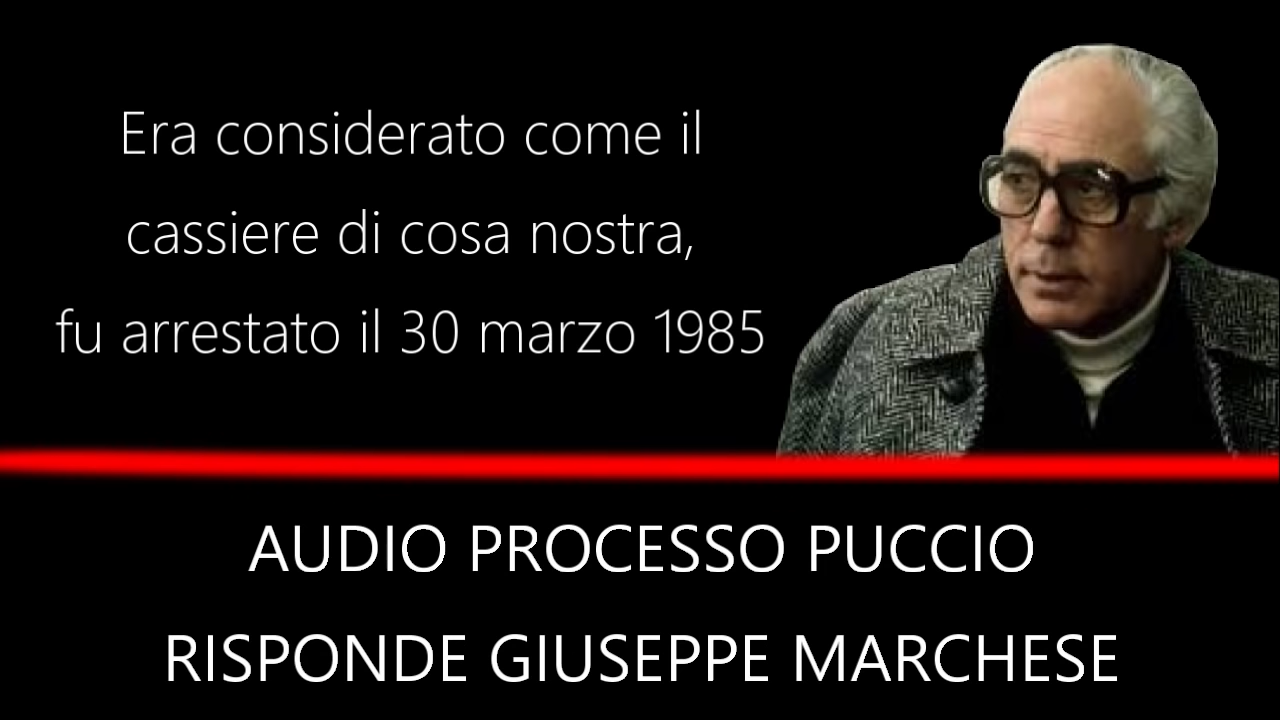 Era considerato come il
cassiere di cosa nostra,
fu arrestato il 30 marzo 1985
AUDIO PROCESSO PUCCIO
RISPONDE GIUSEPPE MARCHESE